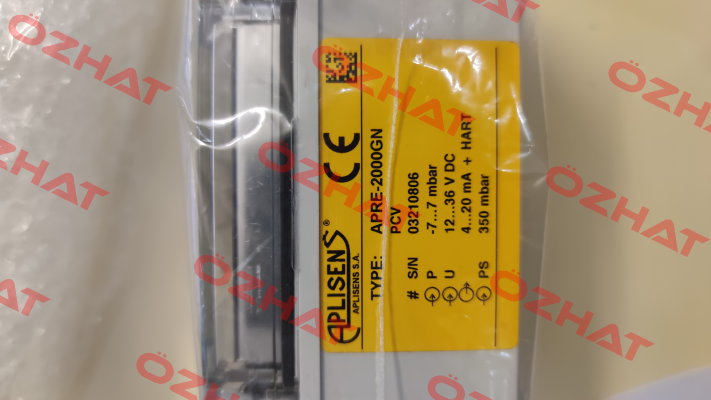 APLISENS®
APLISENS S.A.
CE
TYPE: APRE-2000GN
PCV
# S/N 03210806
P -7...7 mbar
U 12...36 V DC
4...20 mA + HART
PS 350 mbar
ÖZHAT
ÖZHAT
ÖZHAT
ÖZHAT
ÖZHAT
ÖZHAT
ÖZHAT
ÖZHAT
ÖZHAT
ÖZHAT
ÖZHAT
ÖZHAT